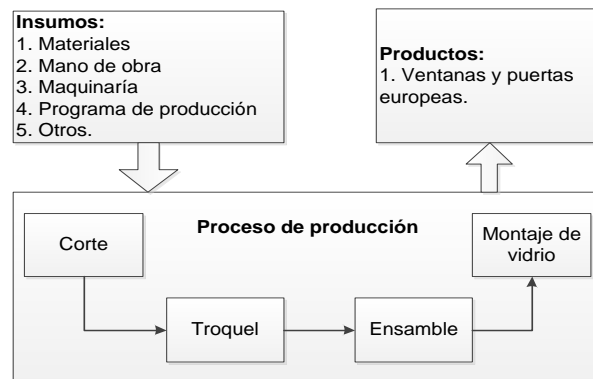 Insumos:
1. Materiales
2. Mano de obra
3. Maquinaría
4. Programa de producción
5. Otros.
Productos:
1. Ventanas y puertas
europeas.
Proceso de producción
Corte
Troquel
Ensamble
Montaje de
vidrio